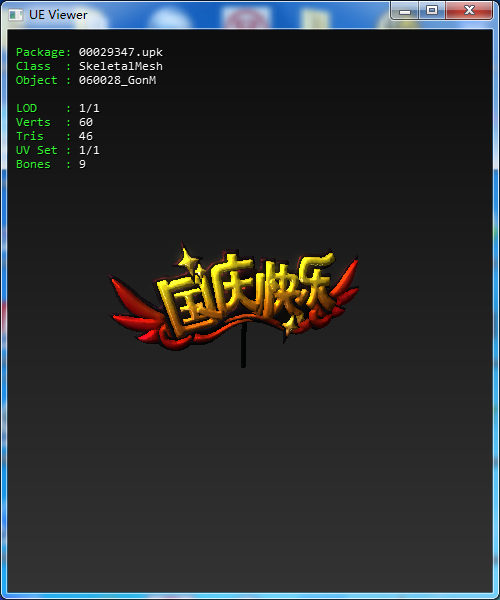 UE Viewer
Package: 00029347.upk
Class  : SkeletalMesh
Object : 060028_GonM
LOD    : 1/1
Verts  : 60
Tris   : 46
UV Set : 1/1
Bones  : 9
国庆快乐